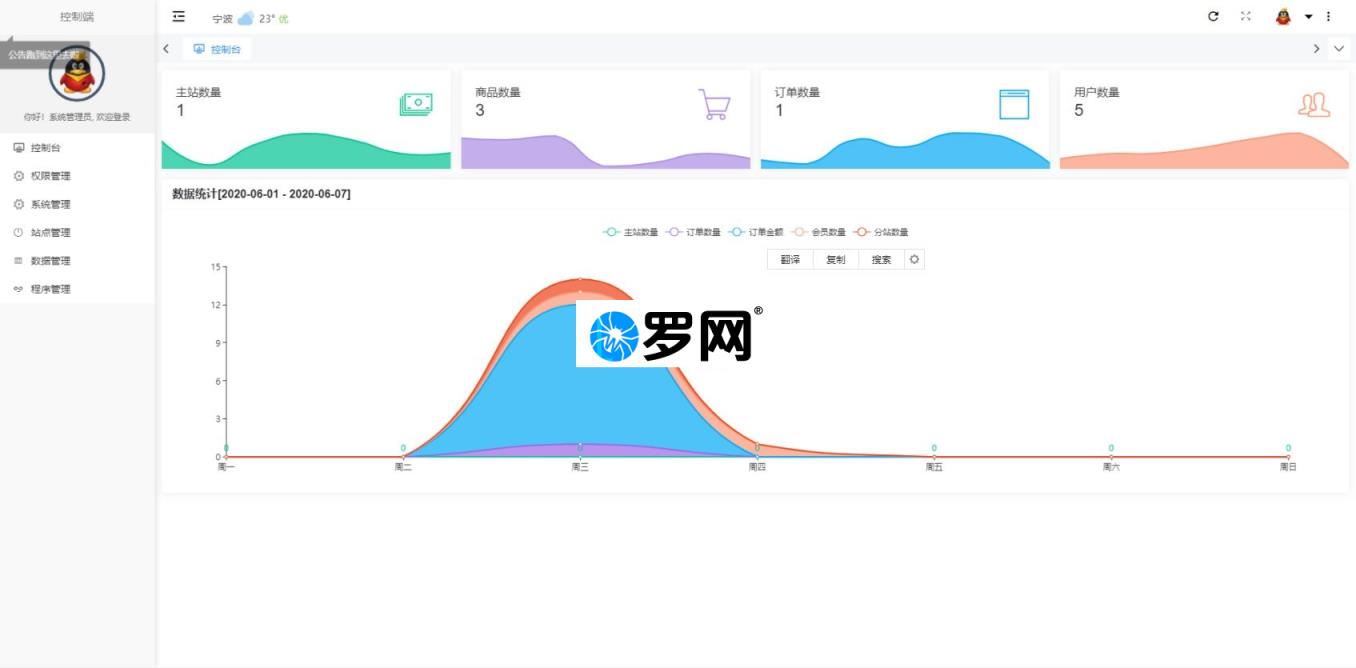 控制端
宁波 23° 优
公告跑到这里去啦
控制台
你好！系统管理员, 欢迎登录
控制台
权限管理
系统管理
站点管理
数据管理
程序管理
主站数量
1
商品数量
3
订单数量
1
用户数量
5
数据统计[2020-06-01 - 2020-06-07]
主站数量 订单数量 订单金额 会员数量 分站数量
翻译 复制 搜索
15
12
9
6
3
0
0 0 0 0 0 0 0
周一 周二 周三 周四 周五 周六 周日
罗网®